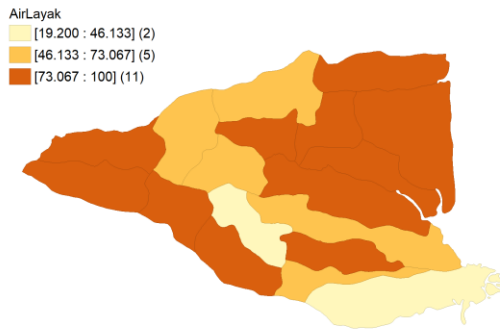 AirLayak
[19.200 : 46.133] (2)
[46.133 : 73.067] (5)
[73.067 : 100] (11)